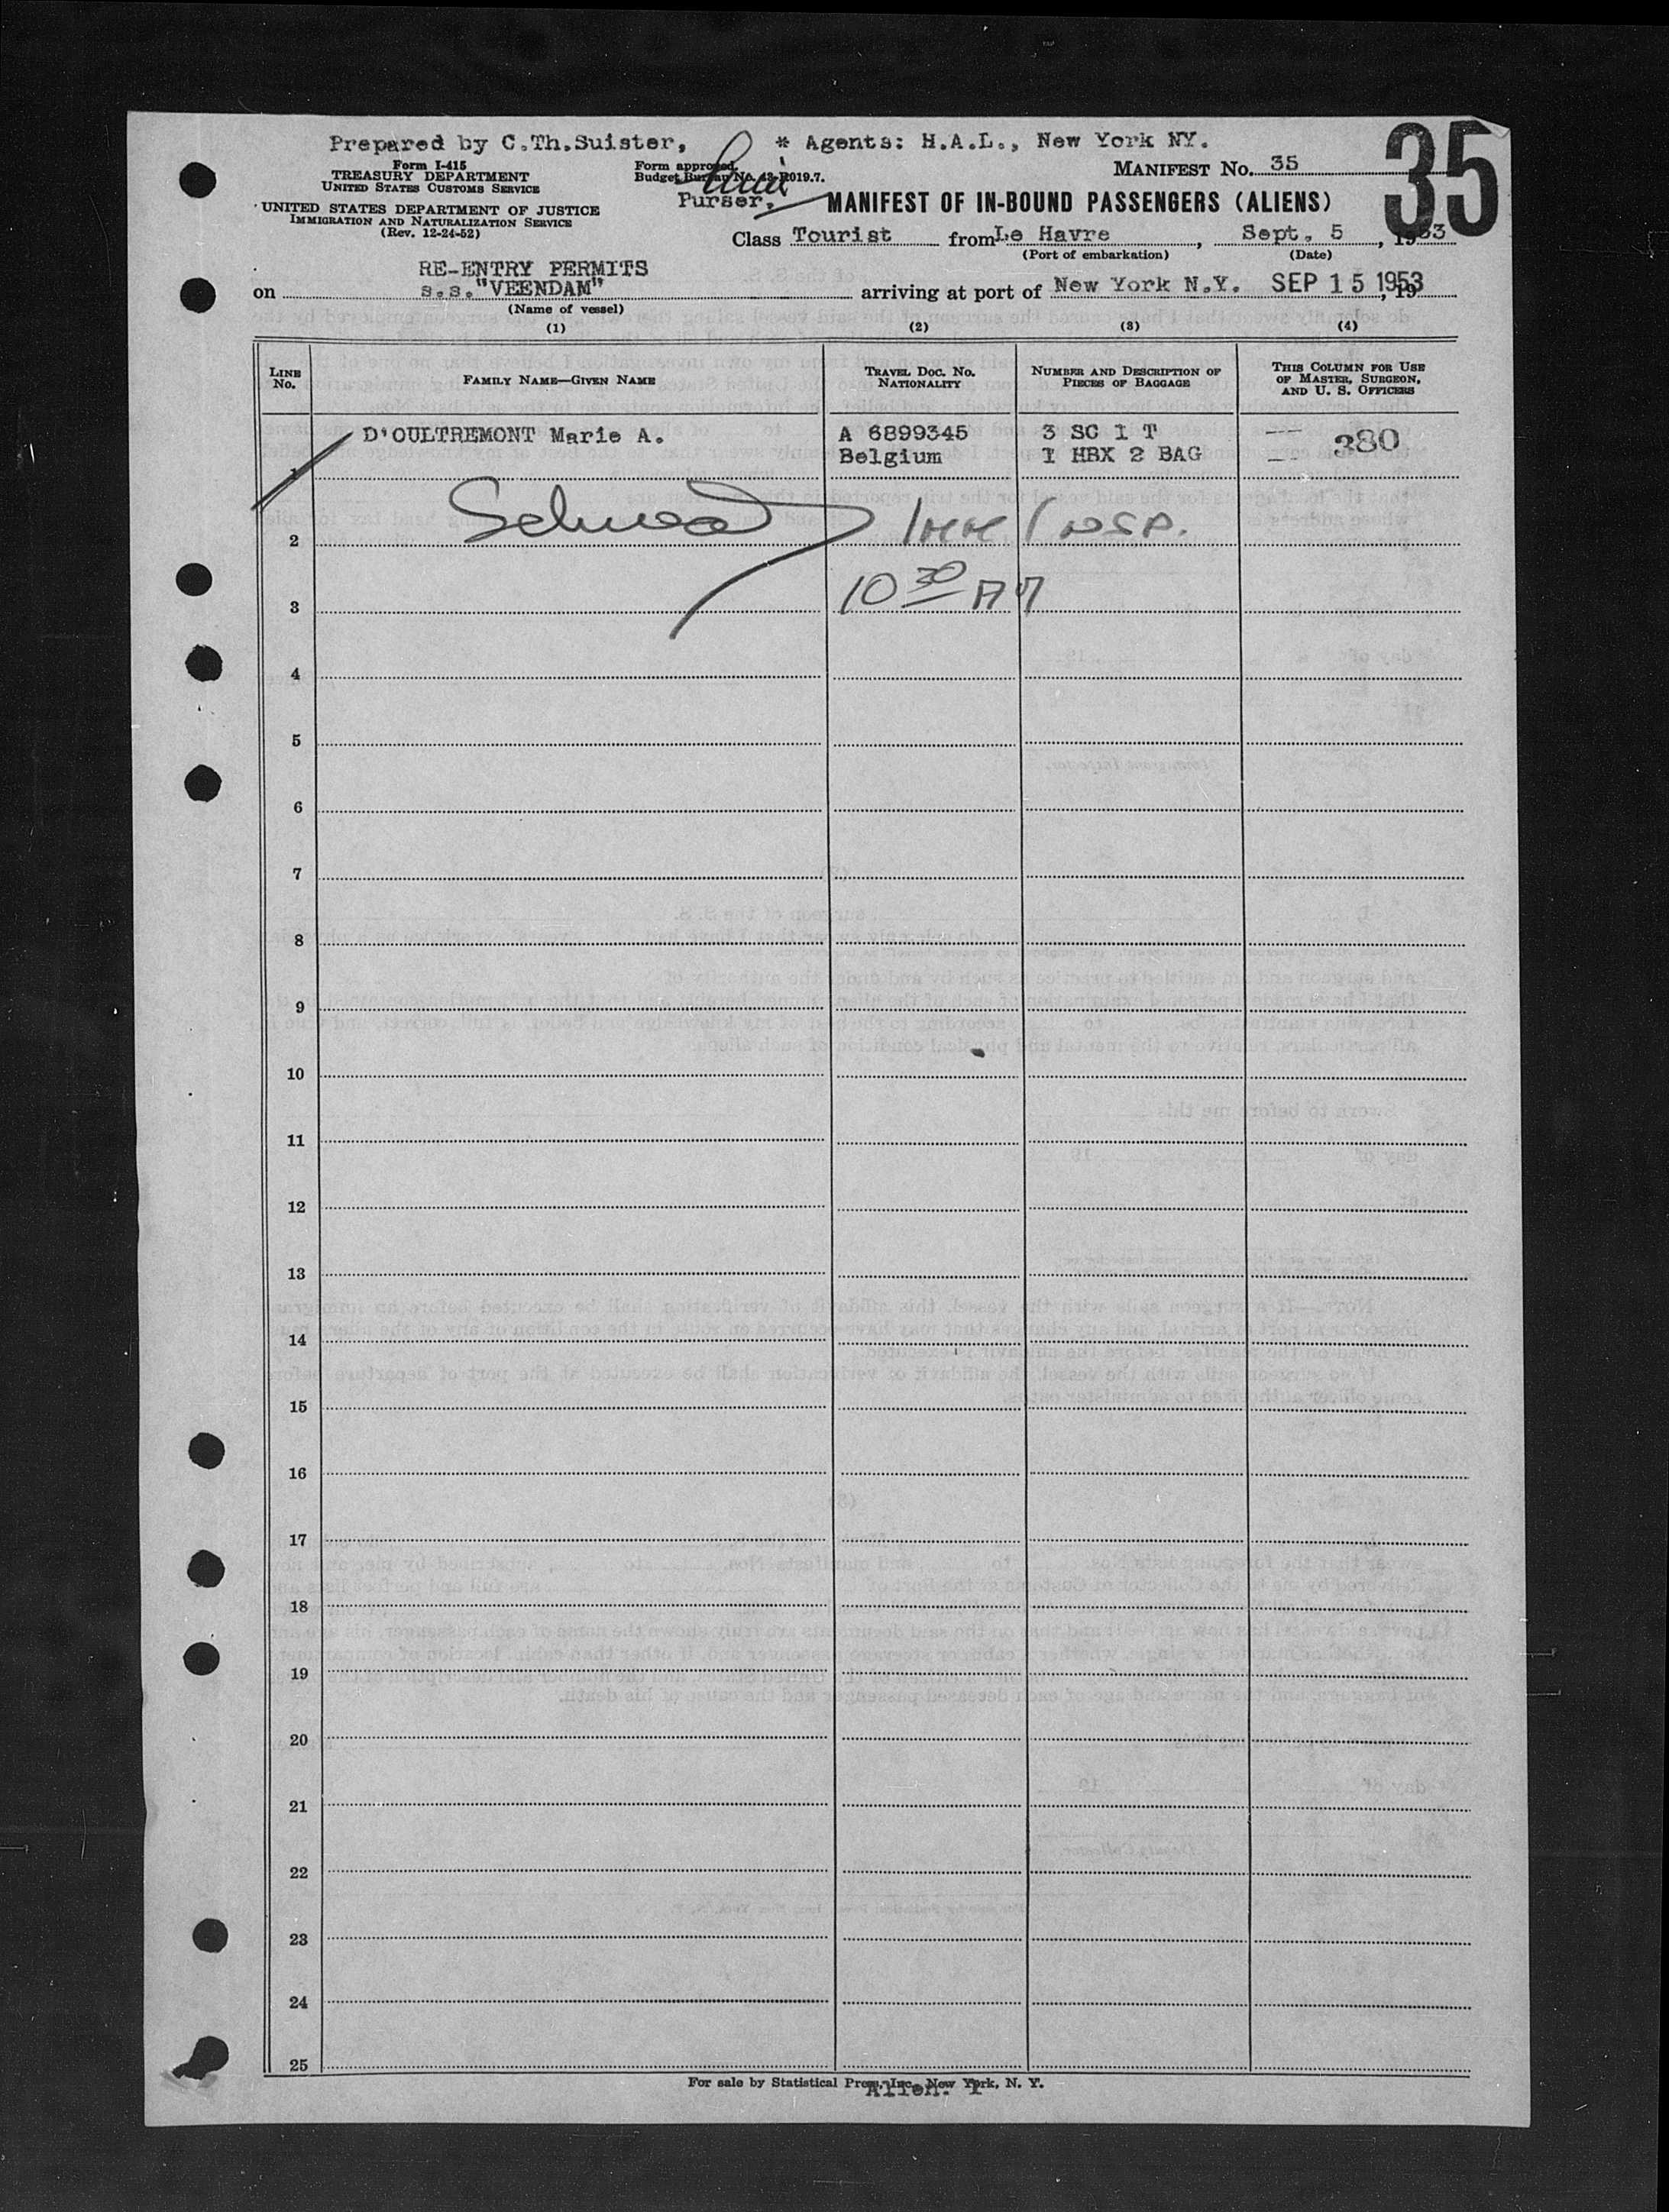 Prepared by C.Th.Suister, * Agents: H.A.L., New York NY.
35
Form I-415
TREASURY DEPARTMENT
UNITED STATES CUSTOMS SERVICE
Form approved.
Budget Bureau No. 43-R019.7.
MANIFEST No. 35
Purser.
UNITED STATES DEPARTMENT OF JUSTICE
IMMIGRATION AND NATURALIZATION SERVICE
(Rev. 12-24-52)
MANIFEST OF IN-BOUND PASSENGERS (ALIENS)
Class Tourist from Le Havre, Sept. 5, 1953
(Port of embarkation) (Date)
RE-ENTRY PERMITS
on s.s."VEENDAM" arriving at port of New York N.Y. SEP 15 1953, 19
(Name of vessel)
(1) (2) (3) (4)
LINE No. FAMILY NAME—GIVEN NAME TRAVEL DOC. NO. NATIONALITY NUMBER AND DESCRIPTION OF PIECES OF BAGGAGE THIS COLUMN FOR USE OF MASTER, SURGEON, AND U. S. OFFICERS
D'OULTREMONT Marie A. A 6899345 3 SC 1 T 380
1 Belgium 1 HBX 2 BAG
2 INSP.
3 10 30 AM
4
5
6
7
8
9
10
11
12
13
14
15
16
17
18
19
20
21
22
23
24
25
For sale by Statistical Press, Inc., New York, N. Y.
Alien: 1